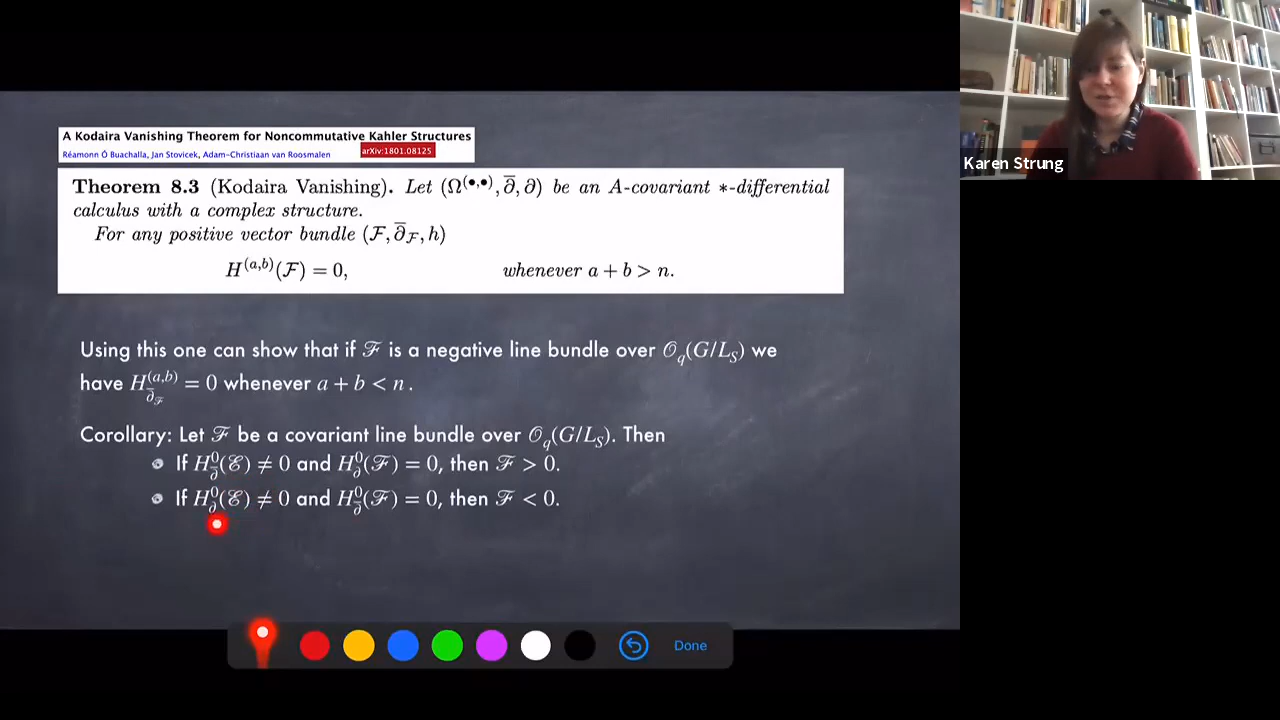 A Kodaira Vanishing Theorem for Noncommutative Kahler Structures
Réamonn Ó Buachalla, Jan Stovicek, Adam-Christiaan van Roosmalen arXiv:1801.08125
Theorem 8.3 (Kodaira Vanishing). Let (Ω^(•,•), ∂̄, ∂) be an A-covariant ∗-differential
calculus with a complex structure.
For any positive vector bundle (ℱ, ∂̄_ℱ, h)
H^(a,b)(ℱ) = 0, whenever a + b > n.
Using this one can show that if ℱ is a negative line bundle over 𝒪_q(G/L_S) we
have H^(a,b)_∂̄_ℱ = 0 whenever a + b < n.
Corollary: Let ℱ be a covariant line bundle over 𝒪_q(G/L_S). Then
If H^0_∂̄(ℰ) ≠ 0 and H^0_∂(ℱ) = 0, then ℱ > 0.
If H^0_∂(ℰ) ≠ 0 and H^0_∂̄(ℱ) = 0, then ℱ < 0.
Karen Strung
Done